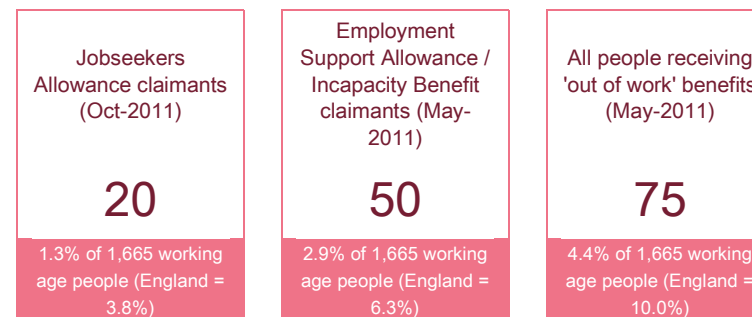 Jobseekers
Allowance claimants
(Oct-2011)
20
1.3% of 1,665 working
age people (England =
3.8%)
Employment
Support Allowance /
Incapacity Benefit
claimants (May-
2011)
50
2.9% of 1,665 working
age people (England =
6.3%)
All people receiving
'out of work' benefits
(May-2011)
75
4.4% of 1,665 working
age people (England =
10.0%)